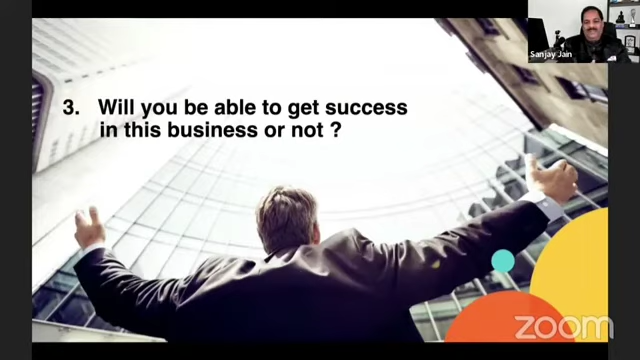 Sanjay Jain
3. Will you be able to get success
in this business or not ?
zoom